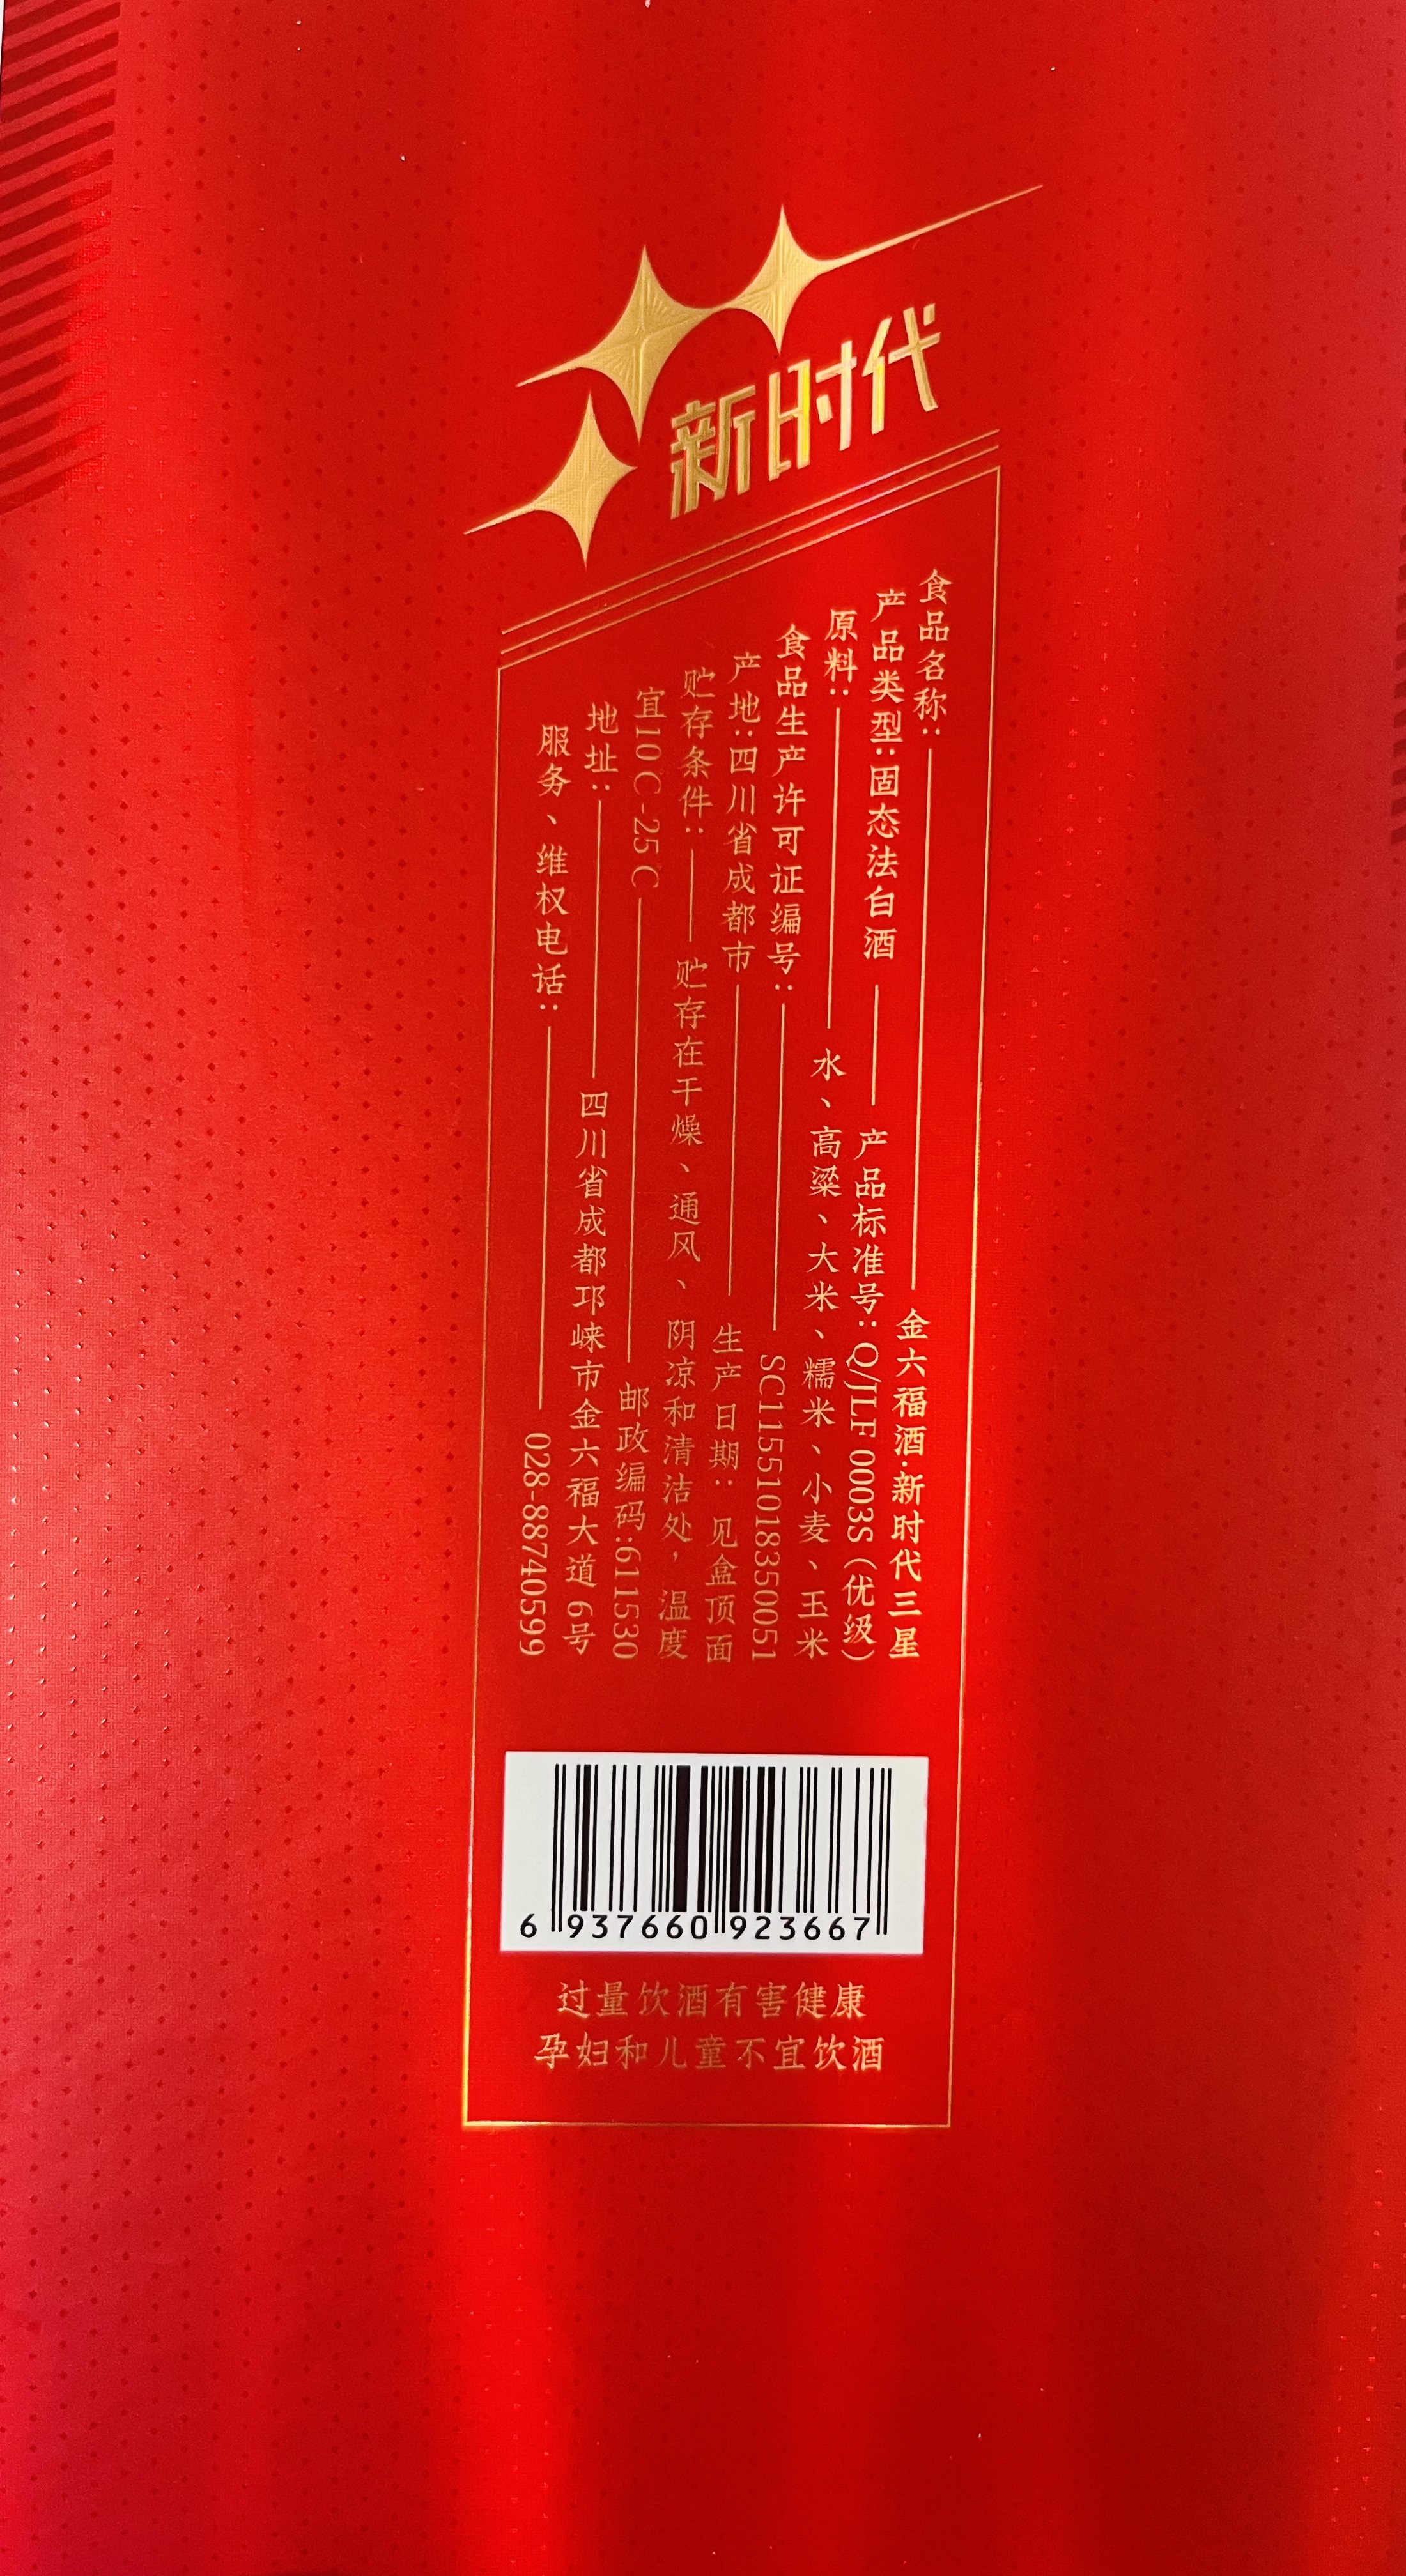 新时代
食品名称： 金六福酒·新时代三星
产品类型：固态法白酒 产品标准号：Q/JLF 0003S（优级）
原料： 水、高粱、大米、糯米、小麦、玉米
食品生产许可证编号： SC11551018350051
产地：四川省成都市 生产日期：见盒顶面
贮存条件： 贮存在干燥、通风、阴凉和清洁处，温度
宜10℃-25℃ 邮政编码：611530
地址： 四川省成都邛崃市金六福大道6号
服务、维权电话： 028-88740599
6 937660 923667
过量饮酒有害健康
孕妇和儿童不宜饮酒